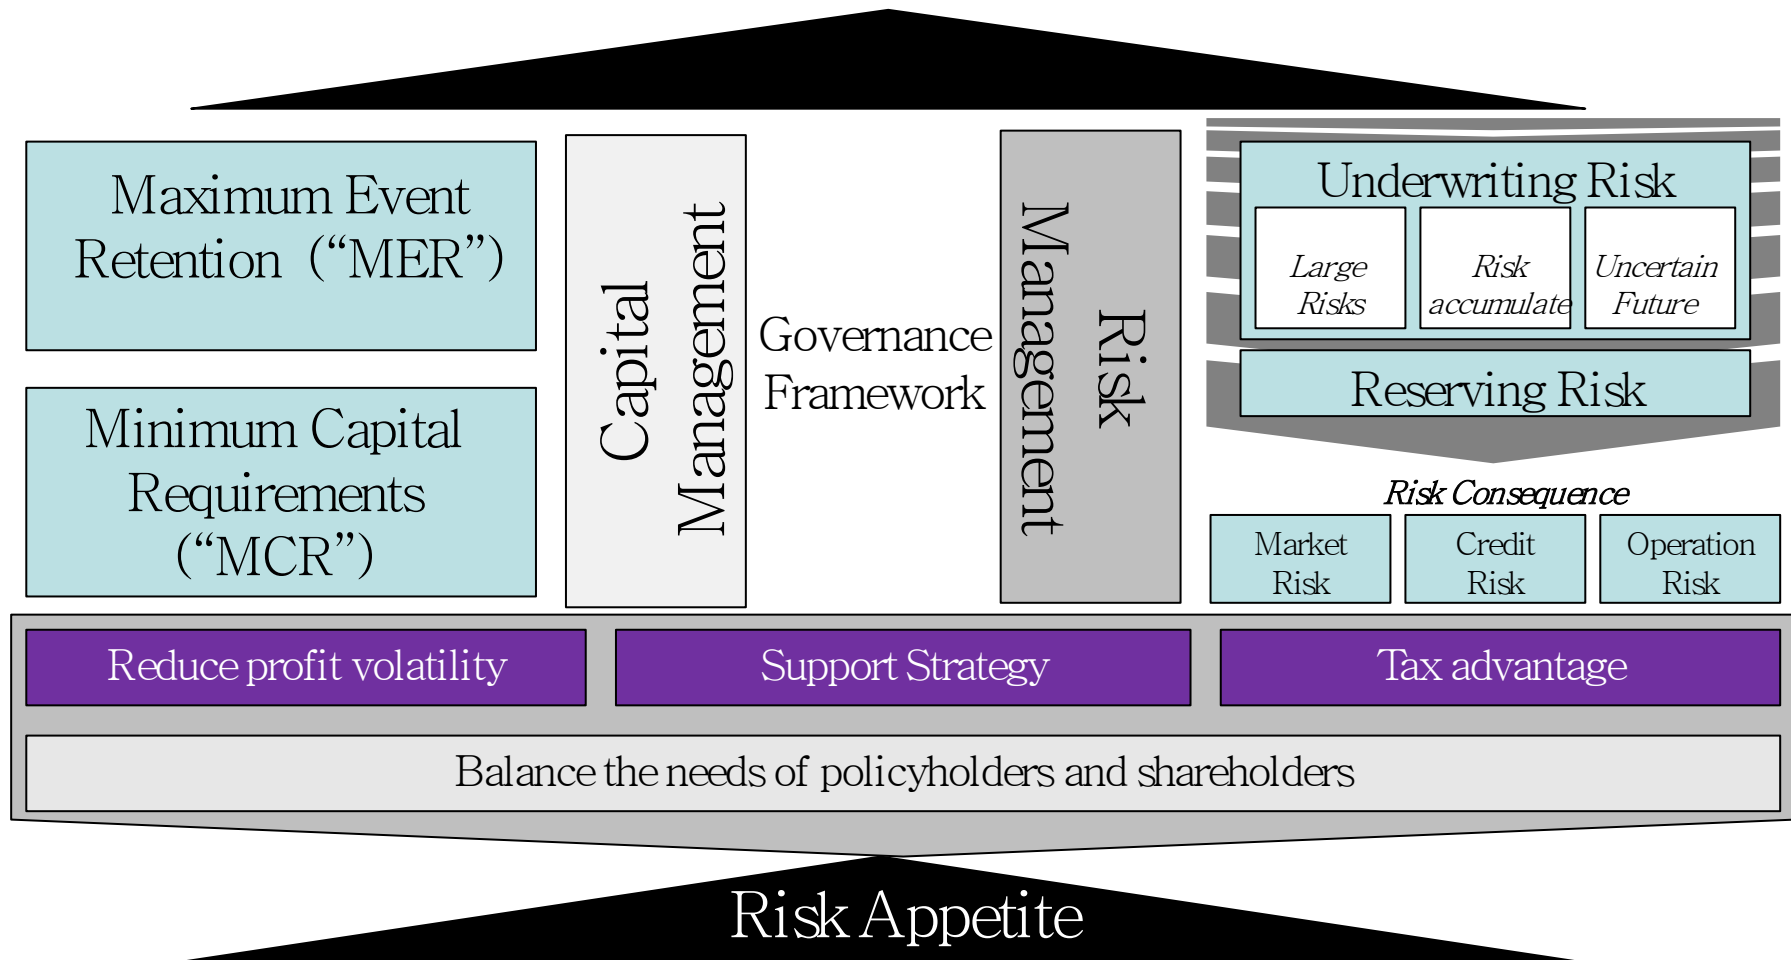 Maximum Event
Retention (“MER”)
Minimum Capital
Requirements
(“MCR”)
Capital
Management
Governance
Framework
Risk
Management
Underwriting Risk
Large
Risks
Risk
accumulate
Uncertain
Future
Reserving Risk
Risk Consequence
Market
Risk
Credit
Risk
Operation
Risk
Reduce profit volatility
Support Strategy
Tax advantage
Balance the needs of policyholders and shareholders
Risk Appetite